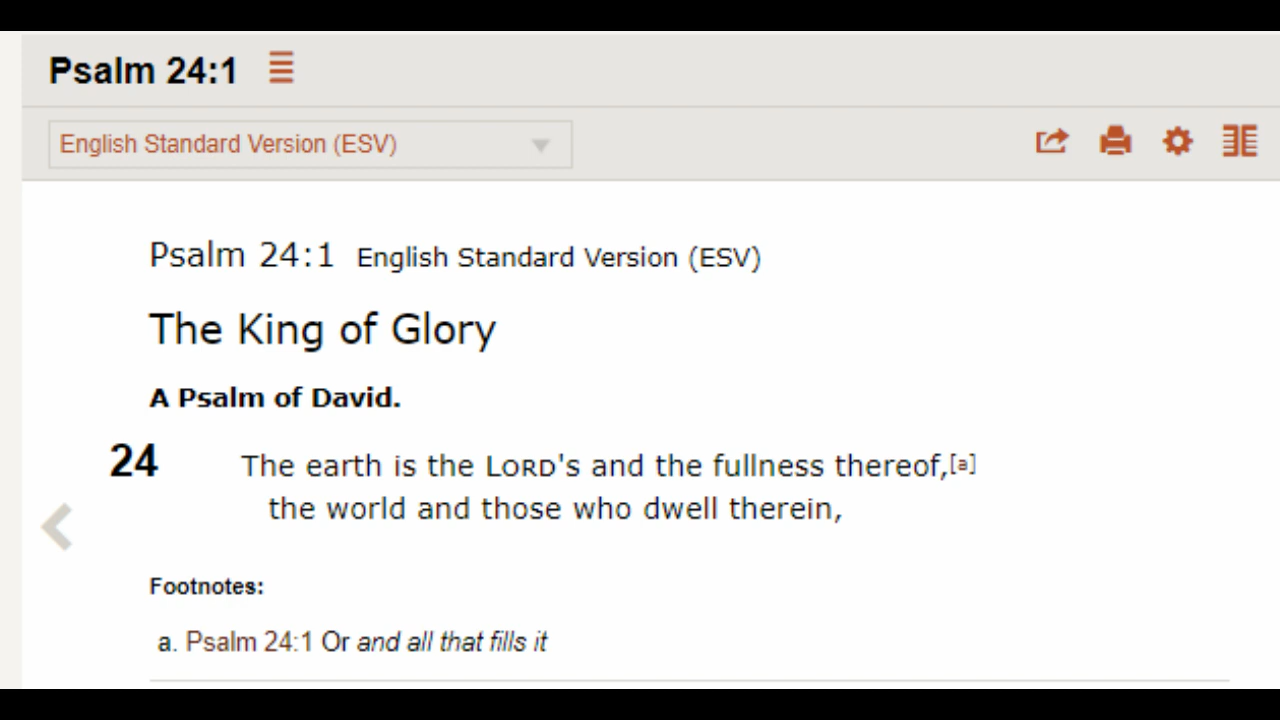 Psalm 24:1
English Standard Version (ESV)
Psalm 24:1 English Standard Version (ESV)
The King of Glory
A Psalm of David.
24 The earth is the LORD's and the fullness thereof,[a]
the world and those who dwell therein,
Footnotes:
a. Psalm 24:1 Or and all that fills it